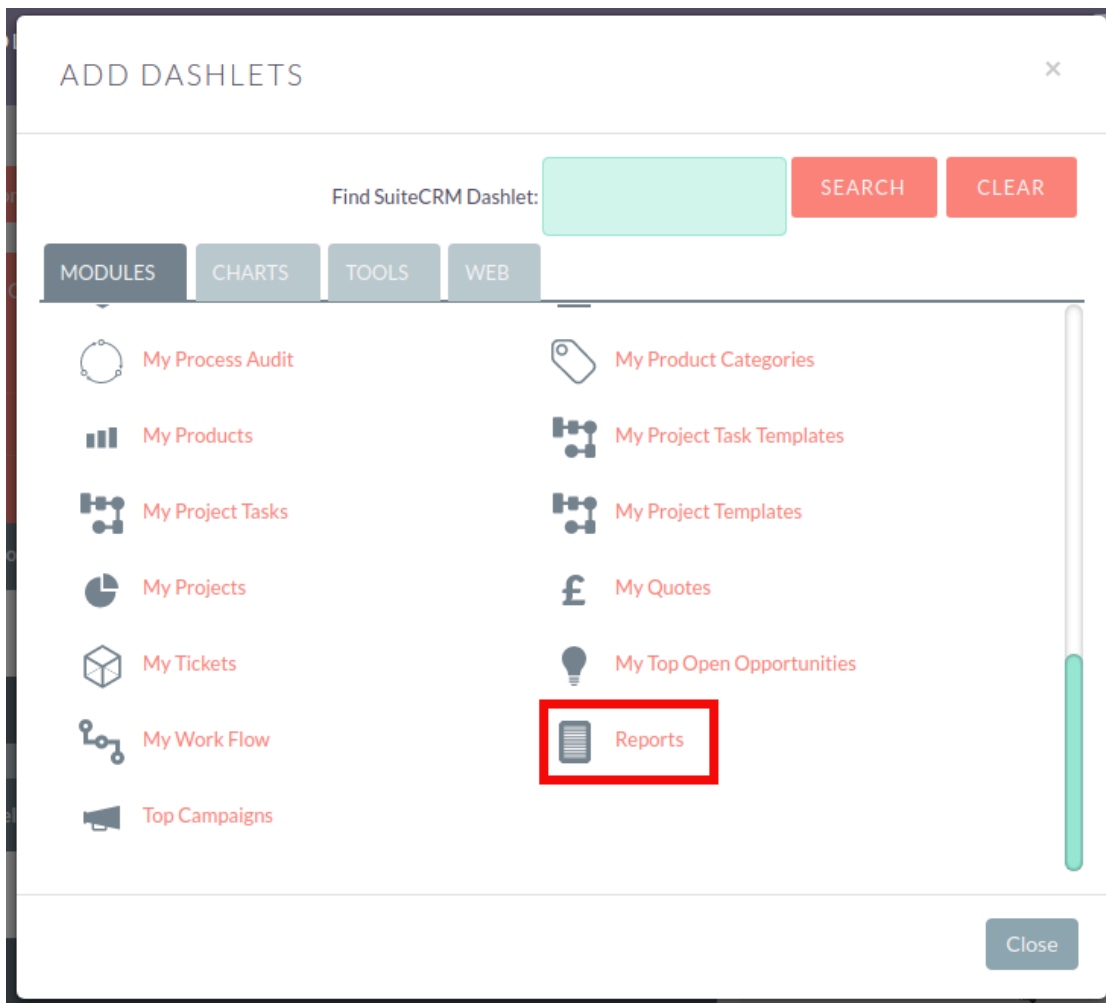 ADD DASHLETS ×
Find SuiteCRM Dashlet: SEARCH CLEAR
MODULES CHARTS TOOLS WEB
My Process Audit My Product Categories
My Products My Project Task Templates
My Project Tasks My Project Templates
My Projects £ My Quotes
My Tickets My Top Open Opportunities
My Work Flow Reports
Top Campaigns
Close